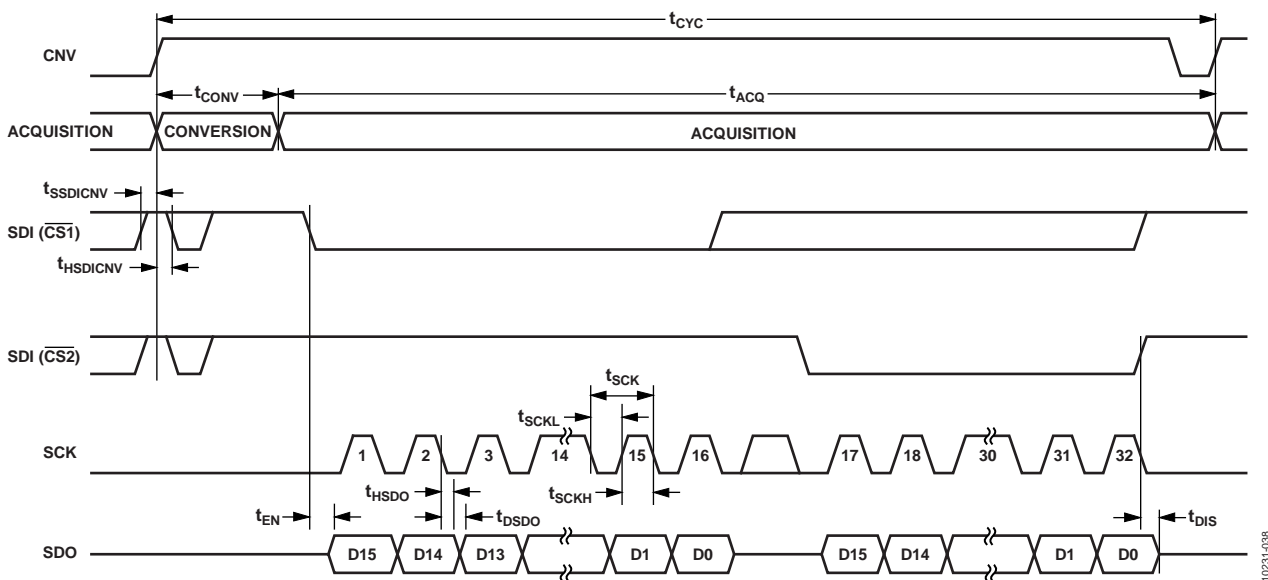 tCYC
CNV
tCONV
tACQ
ACQUISITION
CONVERSION
ACQUISITION
tSSDICNV
SDI (CS1)
tHSDICNV
SDI (CS2)
tSCK
tSCKL
SCK
1 2 3 14 15 16 17 18 30 31 32
tHSDO
tSCKH
tEN
tDSDO
tDIS
SDO
D15 D14 D13 D1 D0 D15 D14 D1 D0
10231-038